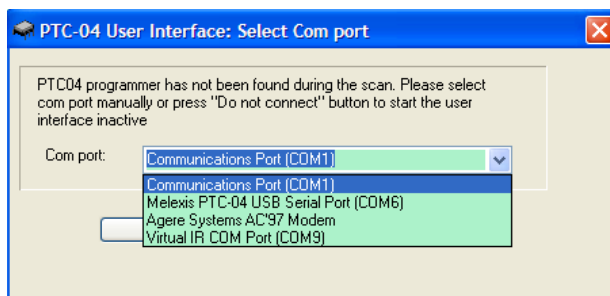 PTC-04 User Interface: Select Com port
PTC04 programmer has not been found during the scan. Please select
com port manually or press "Do not connect" button to start the user
interface inactive
Com port: Communications Port (COM1)
Communications Port (COM1)
Melexis PTC-04 USB Serial Port (COM6)
Agere Systems AC'97 Modem
Virtual IR COM Port (COM9)